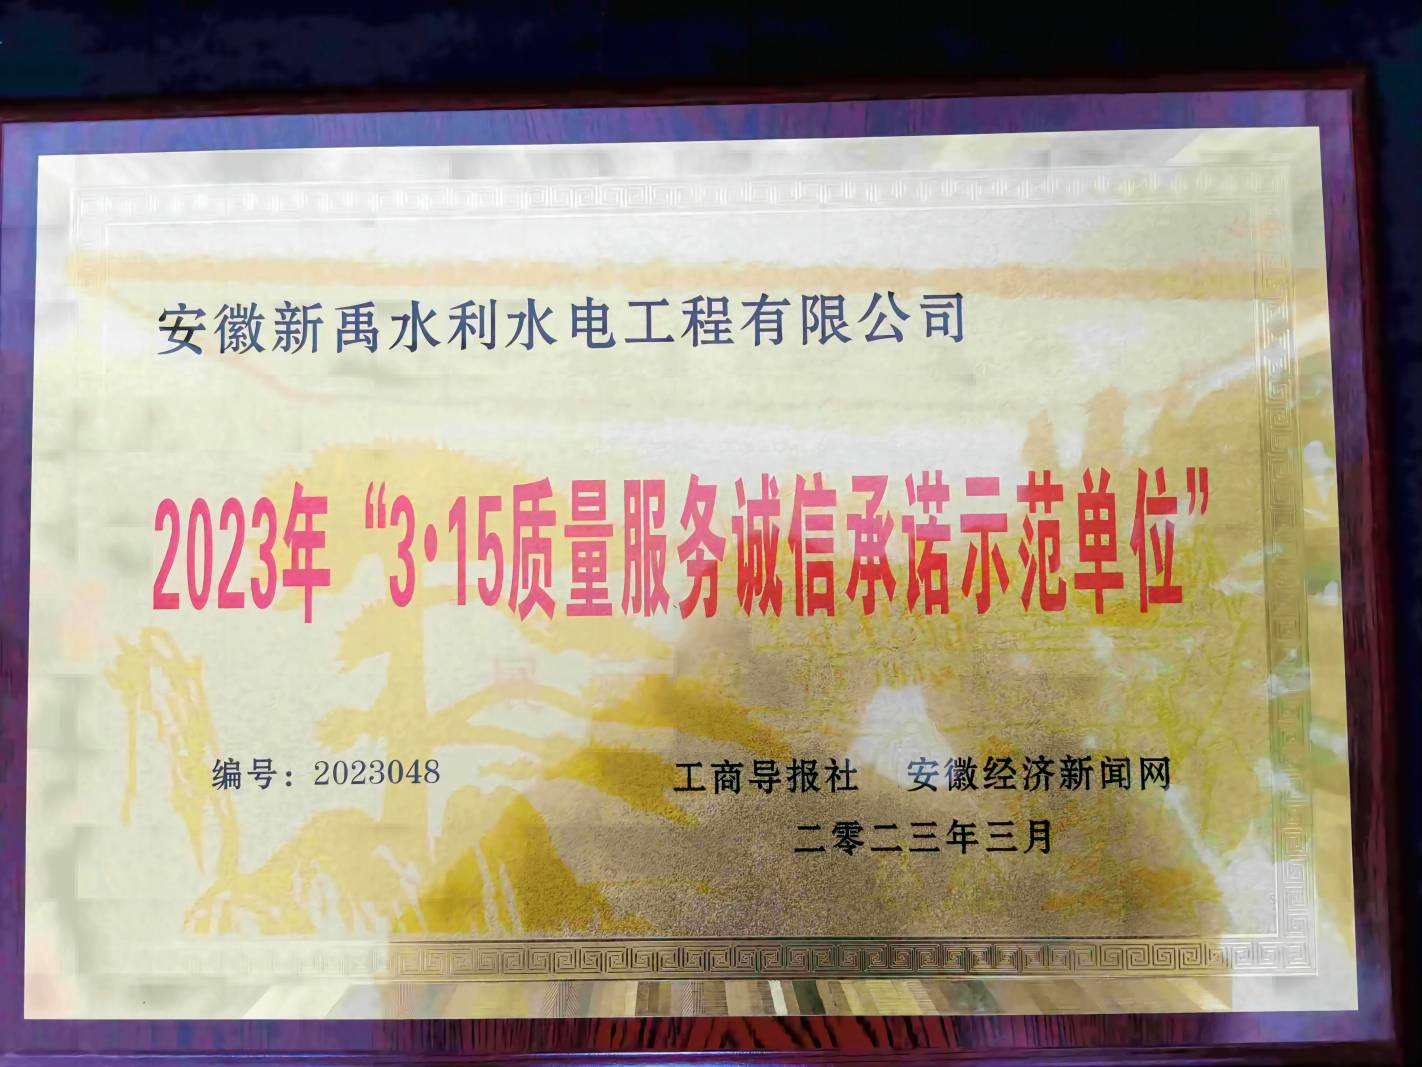 安徽新禹水利水电工程有限公司
2023年“3·15质量服务诚信承诺示范单位”
编号：2023048
工商导报社 安徽经济新闻网
二零二三年三月